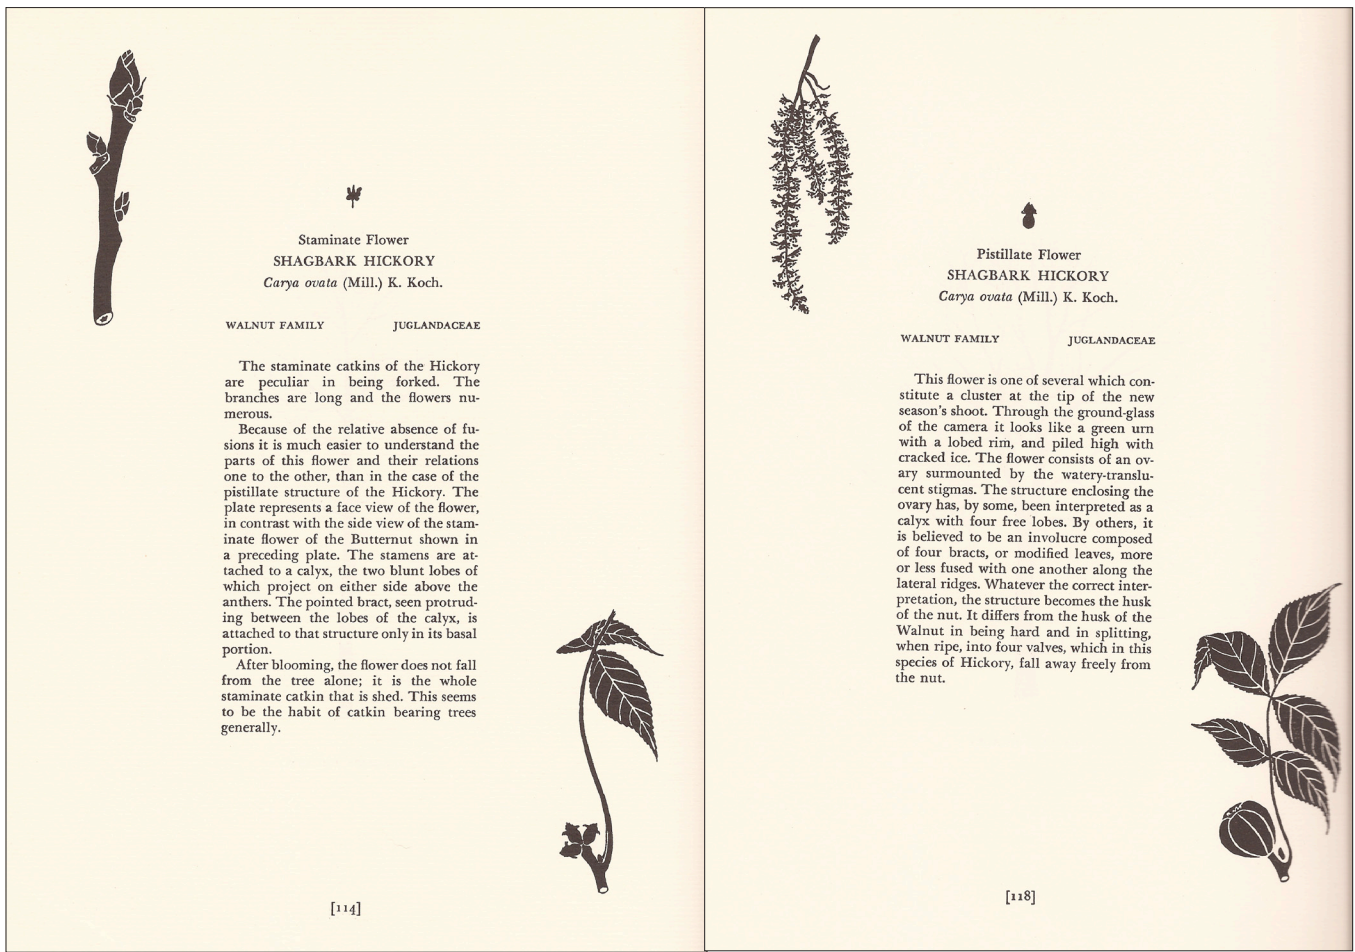 Staminate Flower
SHAGBARK HICKORY
Carya ovata (Mill.) K. Koch.
WALNUT FAMILY JUGLANDACEAE
The staminate catkins of the Hickory
are peculiar in being forked. The
branches are long and the flowers nu-
merous.
Because of the relative absence of fu-
sions it is much easier to understand the
parts of this flower and their relations
one to the other, than in the case of the
pistillate structure of the Hickory. The
plate represents a face view of the flower,
in contrast with the side view of the stam-
inate flower of the Butternut shown in
a preceding plate. The stamens are at-
tached to a calyx, the two blunt lobes of
which project on either side above the
anthers. The pointed bract, seen protrud-
ing between the lobes of the calyx, is
attached to that structure only in its basal
portion.
After blooming, the flower does not fall
from the tree alone; it is the whole
staminate catkin that is shed. This seems
to be the habit of catkin bearing trees
generally.
[114]
Pistillate Flower
SHAGBARK HICKORY
Carya ovata (Mill.) K. Koch.
WALNUT FAMILY JUGLANDACEAE
This flower is one of several which con-
stitute a cluster at the tip of the new
season's shoot. Through the ground-glass
of the camera it looks like a green urn
with a lobed rim, and piled high with
cracked ice. The flower consists of an ov-
ary surmounted by the watery-translu-
cent stigmas. The structure enclosing the
ovary has, by some, been interpreted as a
calyx with four free lobes. By others, it
is believed to be an involucre composed
of four bracts, or modified leaves, more
or less fused with one another along the
lateral ridges. Whatever the correct inter-
pretation, the structure becomes the husk
of the nut. It differs from the husk of the
Walnut in being hard and in splitting,
when ripe, into four valves, which in this
species of Hickory, fall away freely from
the nut.
[118]